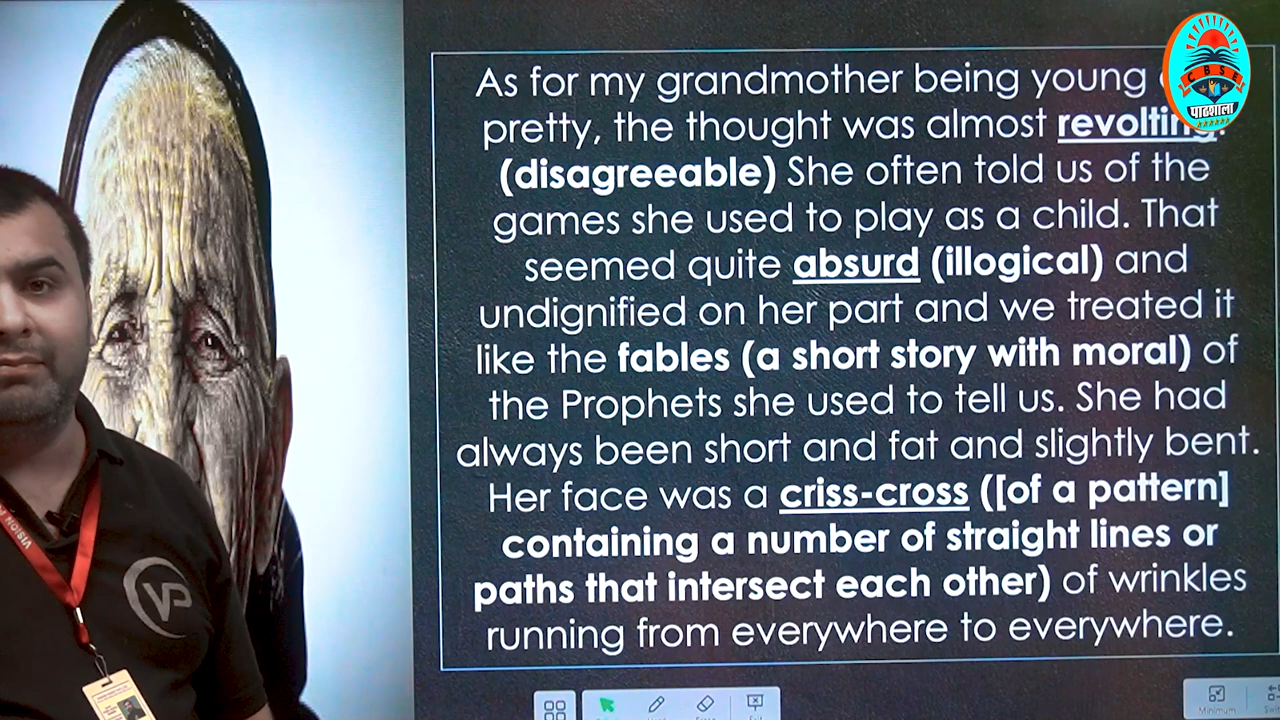 As for my grandmother being young
pretty, the thought was almost revolting.
(disagreeable) She often told us of the
games she used to play as a child. That
seemed quite absurd (illogical) and
undignified on her part and we treated it
like the fables (a short story with moral) of
the Prophets she used to tell us. She had
always been short and fat and slightly bent.
Her face was a criss-cross ([of a pattern]
containing a number of straight lines or
paths that intersect each other) of wrinkles
running from everywhere to everywhere.
CBSE
पाठशाला
VISION
VP
Minimum